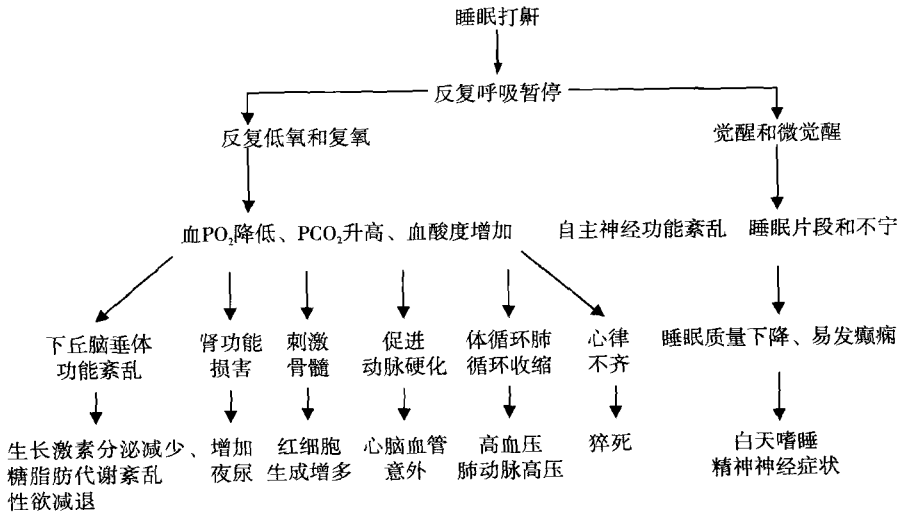 睡眠打鼾
反复呼吸暂停
反复低氧和复氧
觉醒和微觉醒
血PO₂降低、PCO₂升高、血酸度增加
自主神经功能紊乱 睡眠片段和不宁
下丘脑垂体
功能紊乱
肾功能
损害
刺激
骨髓
促进
动脉硬化
体循环肺
循环收缩
心律
不齐
睡眠质量下降、易发癫痫
生长激素分泌减少、
糖脂肪代谢紊乱
性欲减退
增加
夜尿
红细胞
生成增多
心脑血管
意外
高血压
肺动脉高压
猝死
白天嗜睡
精神神经症状